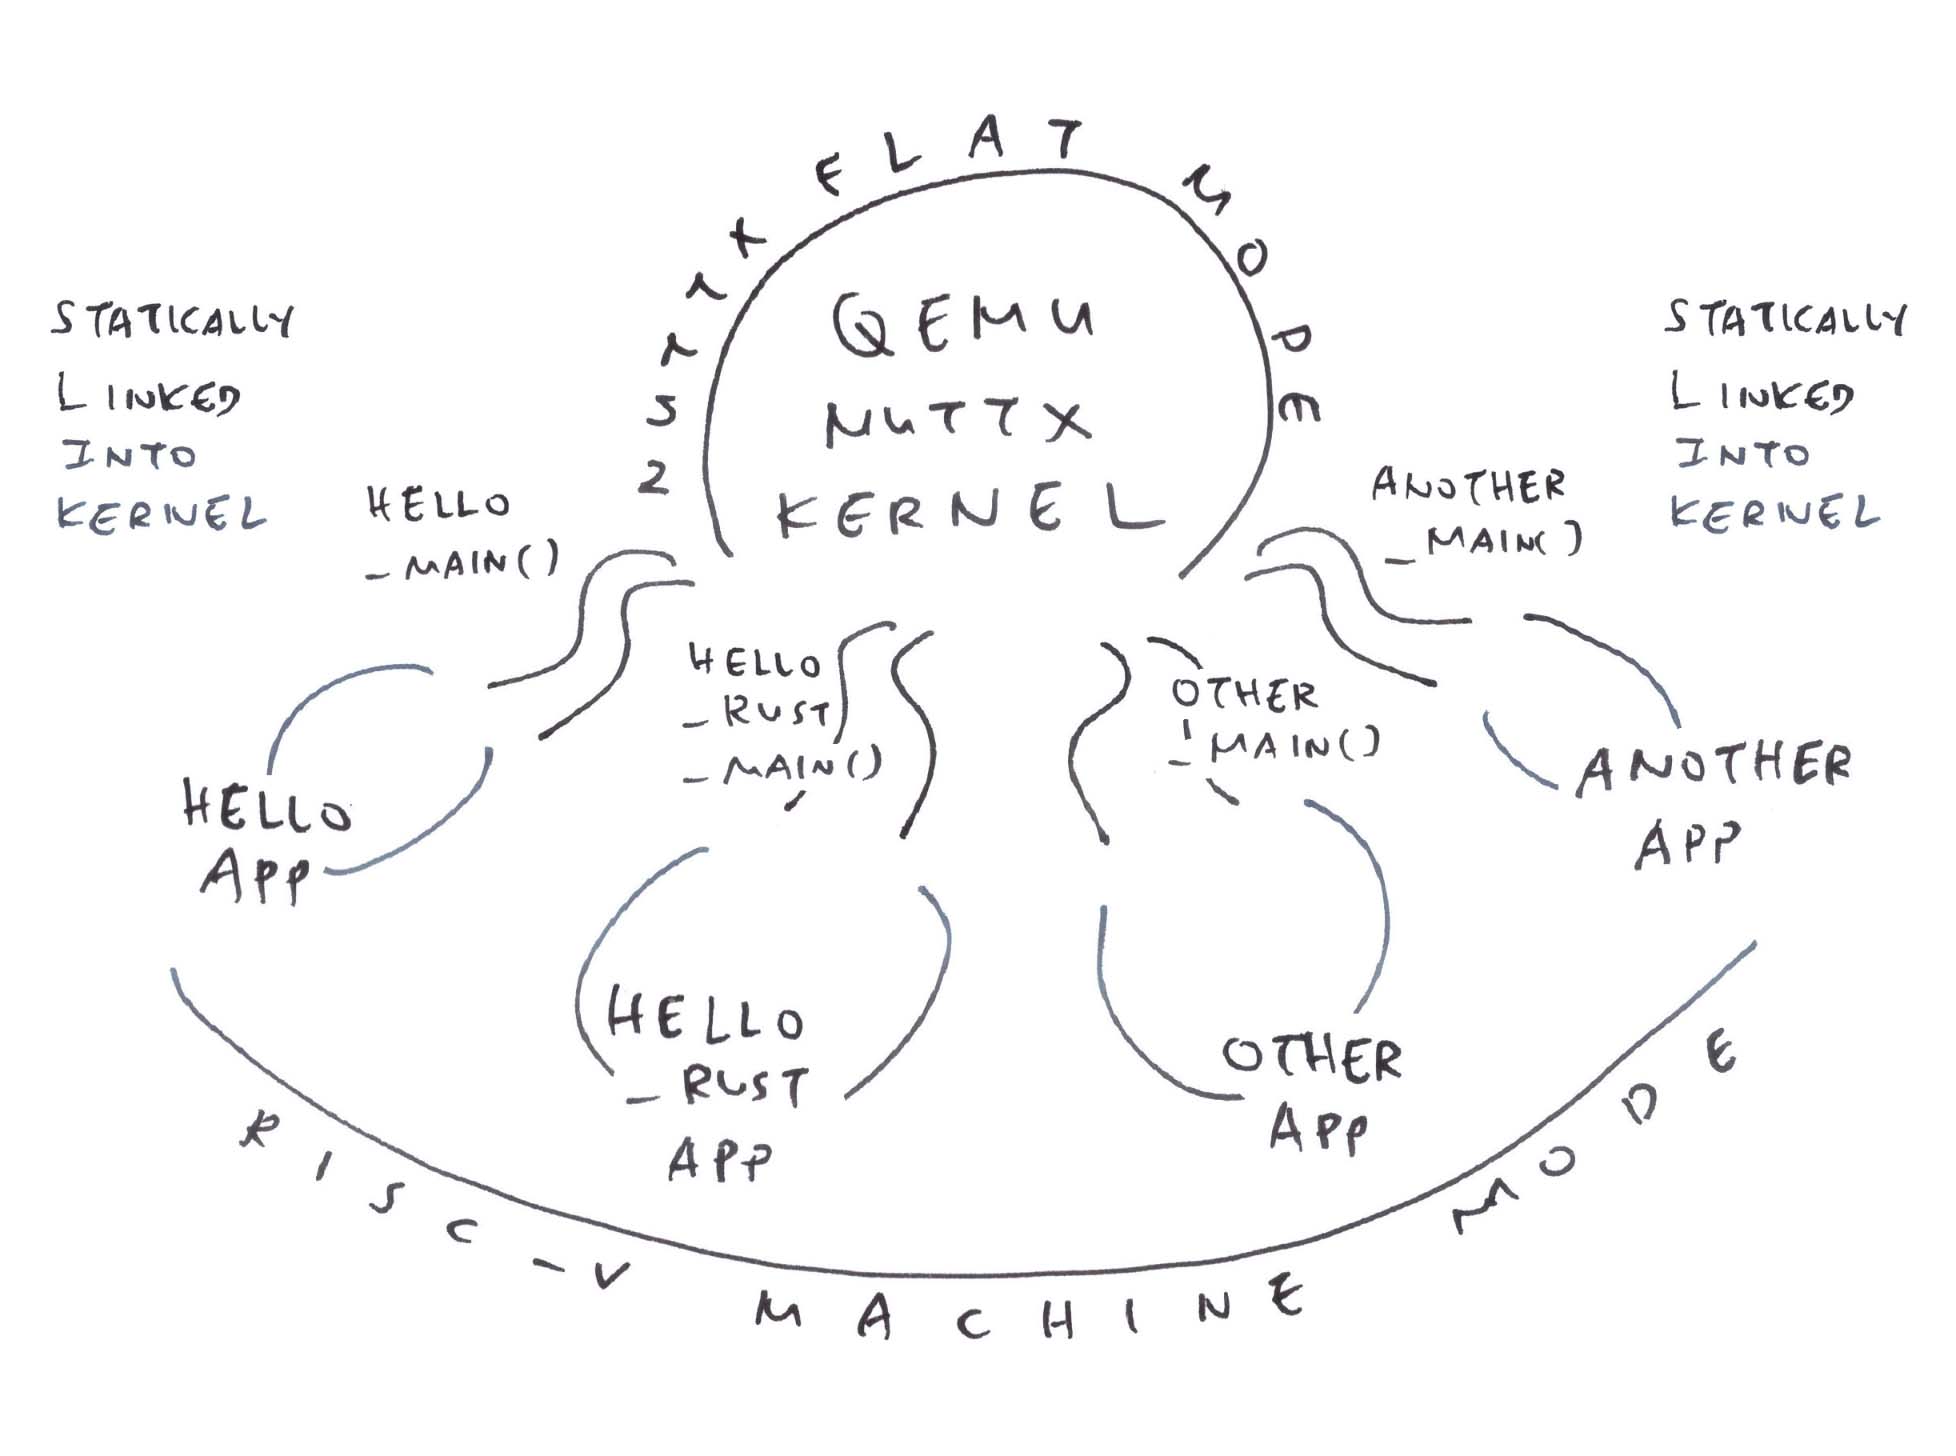 NUTTX FLAT MODE
QEMU
NUTTX
KERNEL
STATICALLY
LINKED
INTO
KERNEL
STATICALLY
LINKED
INTO
KERNEL
HELLO
_MAIN()
ANOTHER
_MAIN()
HELLO
_RUST
_MAIN()
OTHER
_MAIN()
HELLO
APP
ANOTHER
APP
HELLO
_RUST
APP
OTHER
APP
RISC-V MACHINE MODE